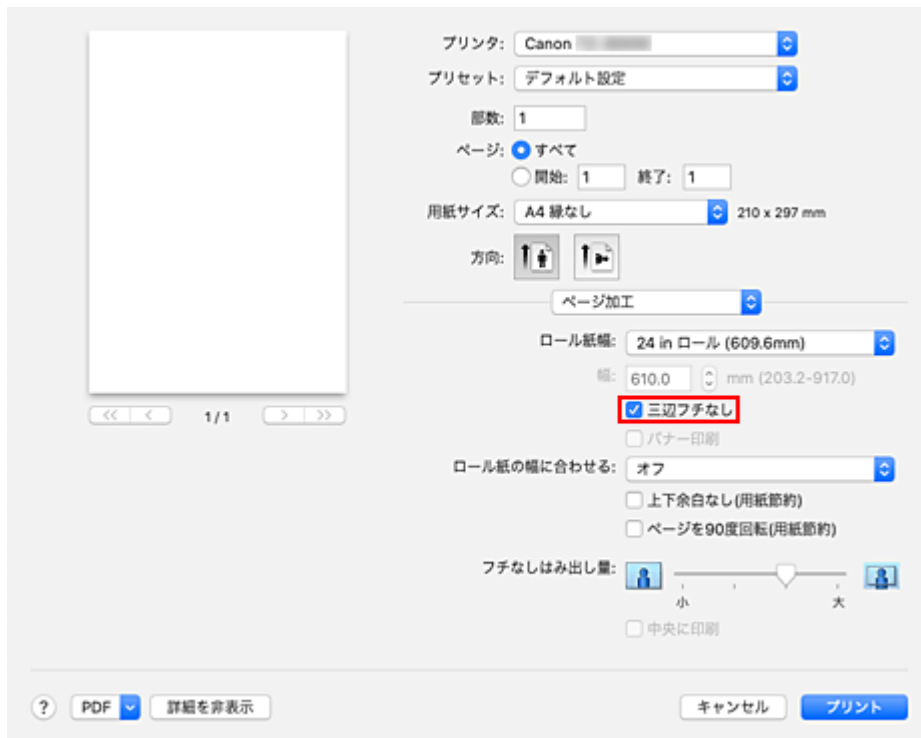 プリンタ: Canon
プリセット: デフォルト設定
部数: 1
ページ: すべて
開始: 1 終了: 1
用紙サイズ: A4 縁なし 210 x 297 mm
方向:
ページ加工
ロール紙幅: 24 in ロール (609.6mm)
幅: 610.0 mm (203.2-917.0)
<< < 1/1 > >>
三辺フチなし
バナー印刷
ロール紙の幅に合わせる: オフ
上下余白なし(用紙節約)
ページを90度回転(用紙節約)
フチなしはみ出し量:
小 大
中央に印刷
? PDF 詳細を非表示 キャンセル プリント